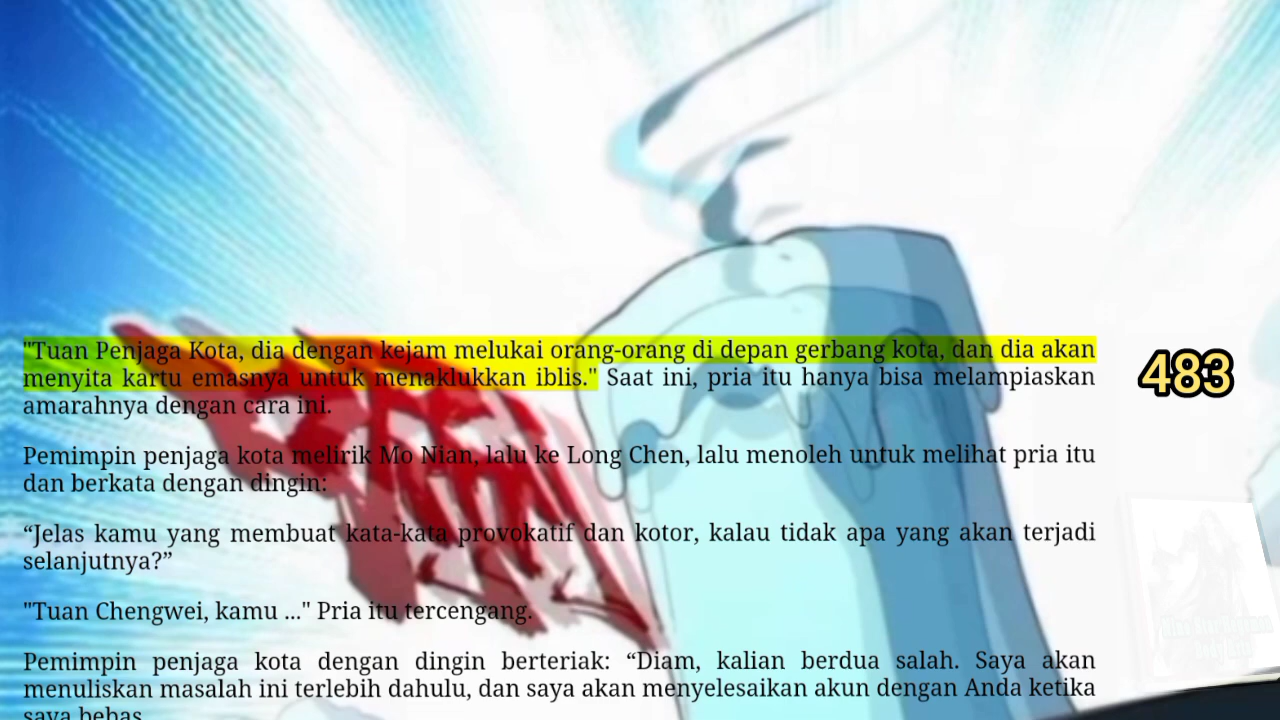 "Tuan Penjaga Kota, dia dengan kejam melukai orang-orang di depan gerbang kota, dan dia akan
menyita kartu emasnya untuk menaklukkan iblis." Saat ini, pria itu hanya bisa melampiaskan
amarahnya dengan cara ini.
483
Pemimpin penjaga kota melirik Mo Nian, lalu ke Long Chen, lalu menoleh untuk melihat pria itu
dan berkata dengan dingin:
“Jelas kamu yang membuat kata-kata provokatif dan kotor, kalau tidak apa yang akan terjadi
selanjutnya?”
"Tuan Chengwei, kamu ..." Pria itu tercengang.
Pemimpin penjaga kota dengan dingin berteriak: “Diam, kalian berdua salah. Saya akan
menuliskan masalah ini terlebih dahulu, dan saya akan menyelesaikan akun dengan Anda ketika
saya bebas